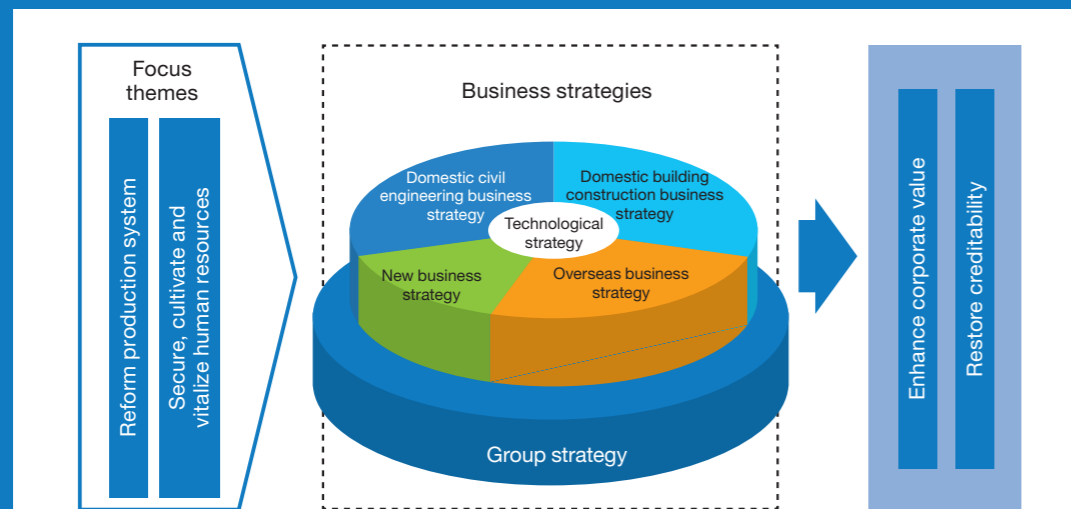 Focus
themes
Reform production system
Secure, cultivate and
vitalize human resources
Business strategies
Domestic civil
engineering business
strategy
Domestic building
construction business
strategy
Technological
strategy
New business
strategy
Overseas business
strategy
Group strategy
Enhance corporate value
Restore creditability